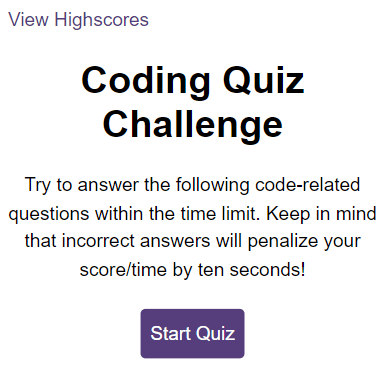 View Highscores
Coding Quiz
Challenge
Try to answer the following code-related
questions within the time limit. Keep in mind
that incorrect answers will penalize your
score/time by ten seconds!
Start Quiz